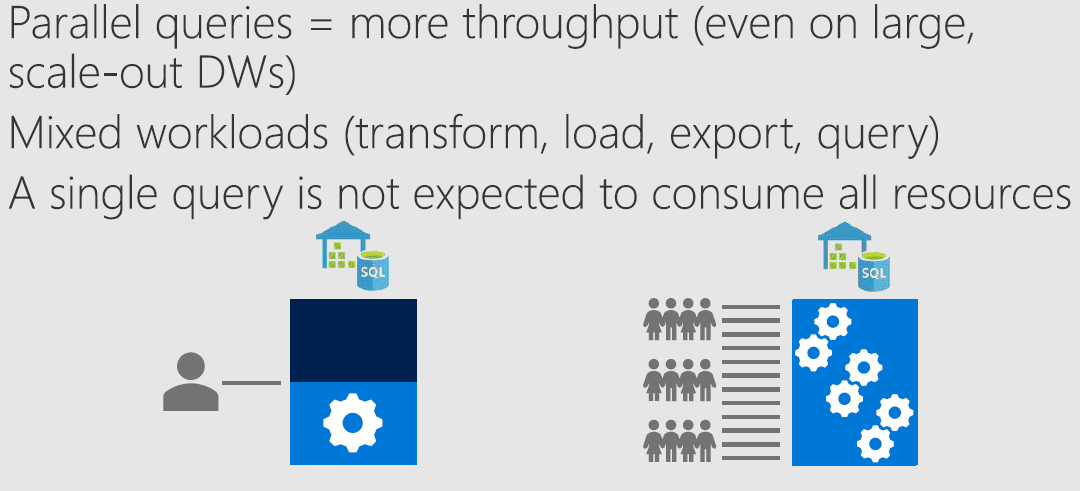 Parallel queries = more throughput (even on large,
scale-out DWs)
Mixed workloads (transform, load, export, query)
A single query is not expected to consume all resources
SQL
SQL